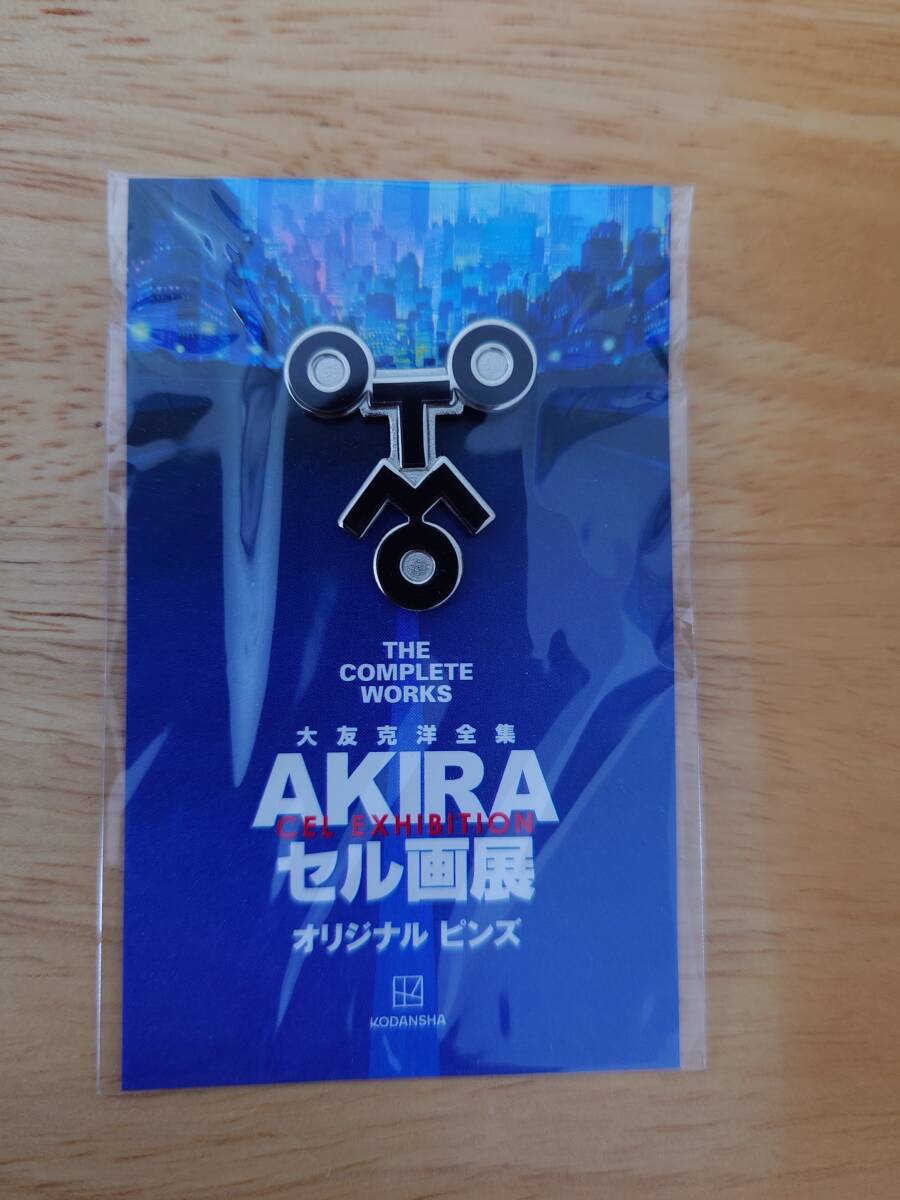 OTO
M
O
THE
COMPLETE
WORKS
大友克洋全集
AKIRA
CEL EXHIBITION
セル画展
オリジナル ピンズ
KODANSHA